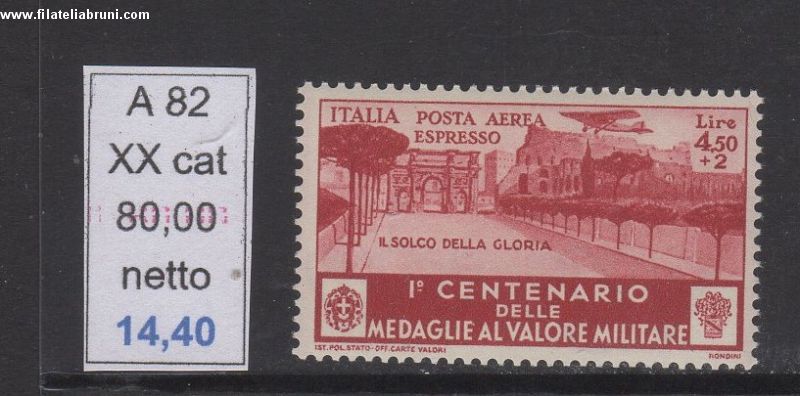 www.filateliabruni.com
A 82
XX cat
80,00
netto
14,40
ITALIA POSTA AEREA
ESPRESSO
Lire
4,50
+2
IL SOLCO DELLA GLORIA
Iº CENTENARIO
DELLE
MEDAGLIE AL VALORE MILITARE
IST. POL. STATO-OFF. CARTE VALORI
RONDINI